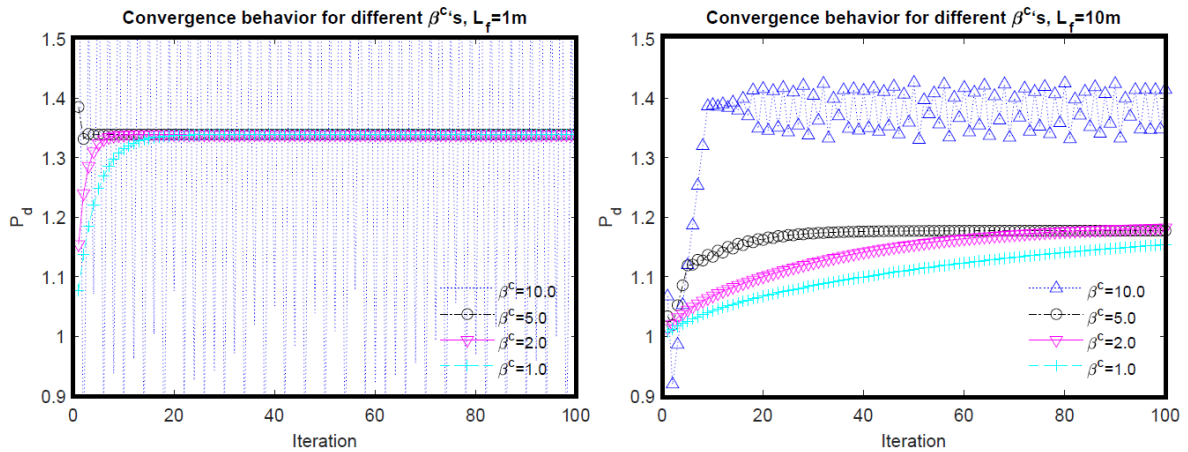 Convergence behavior for different β^c's, L_f=1m
1.5
1.4
1.3
1.2
1.1
1
0.9
P_d
0 20 40 60 80 100
Iteration
β^c=10.0
β^c=5.0
β^c=2.0
β^c=1.0
Convergence behavior for different β^c's, L_f=10m
1.5
1.4
1.3
1.2
1.1
1
0.9
P_d
0 20 40 60 80 100
Iteration
β^c=10.0
β^c=5.0
β^c=2.0
β^c=1.0